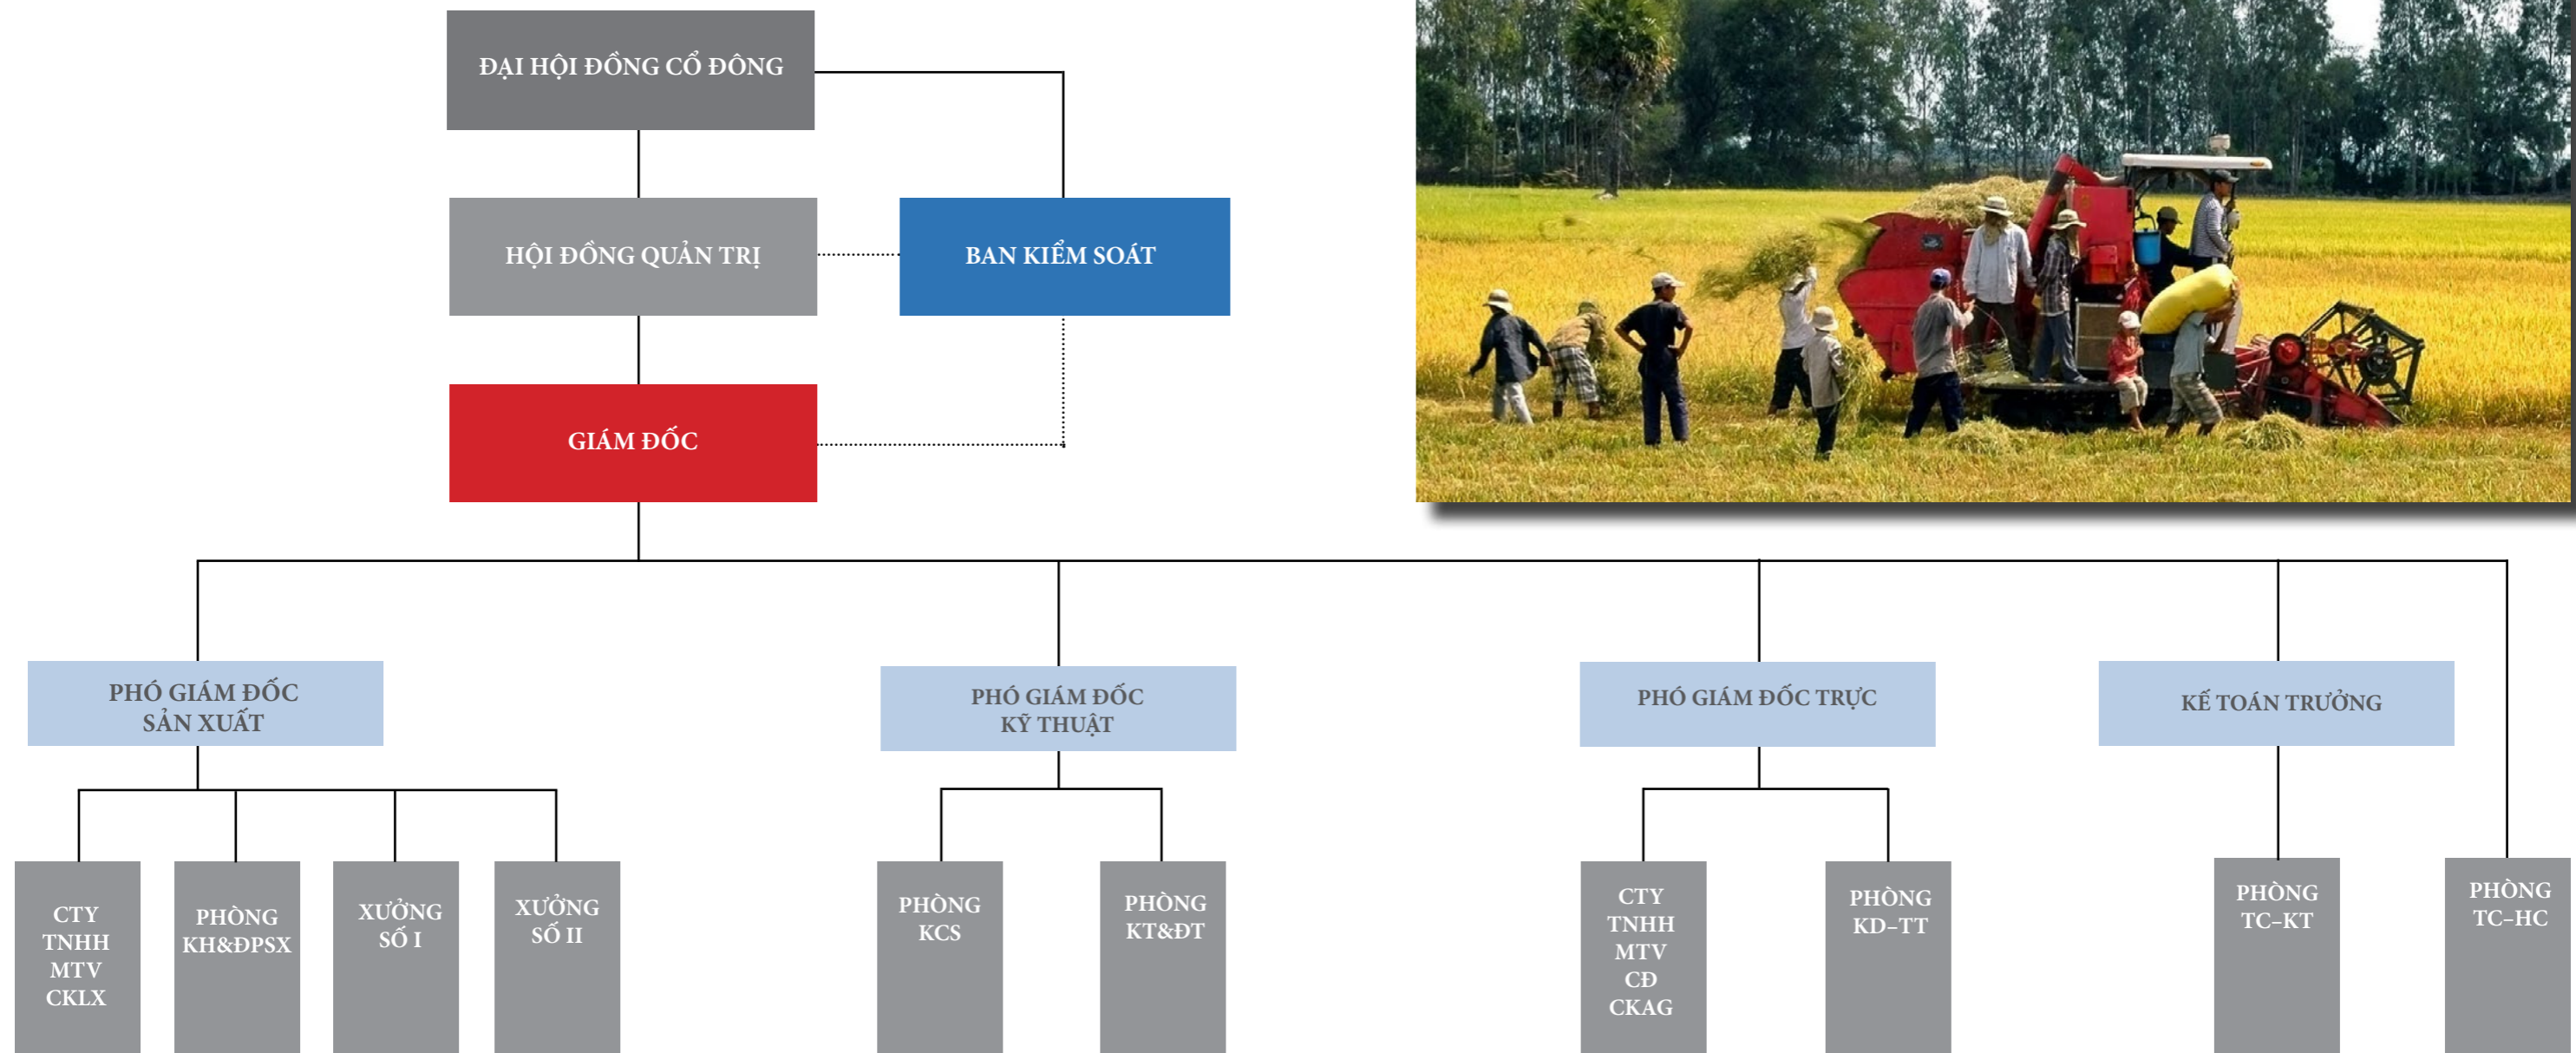 ĐẠI HỘI ĐỒNG CỔ ĐÔNG
HỘI ĐỒNG QUẢN TRỊ
BAN KIỂM SOÁT
GIÁM ĐỐC
PHÓ GIÁM ĐỐC
SẢN XUẤT
PHÓ GIÁM ĐỐC
KỸ THUẬT
PHÓ GIÁM ĐỐC TRỰC
KẾ TOÁN TRƯỞNG
CTY
TNHH
MTV
CKLX
PHÒNG
KH&ĐPSX
XƯỞNG
SỐ I
XƯỞNG
SỐ II
PHÒNG
KCS
PHÒNG
KT&ĐT
CTY
TNHH
MTV
CĐ
CKAG
PHÒNG
KD–TT
PHÒNG
TC–KT
PHÒNG
TC–HC